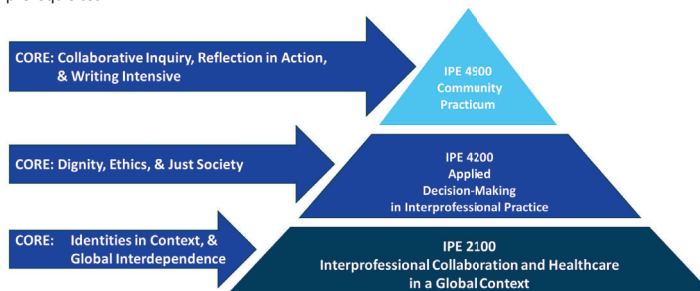 CORE: Collaborative Inquiry, Reflection in Action,
& Writing Intensive
IPE 4900
Community
Practicum
CORE: Dignity, Ethics, & Just Society
IPE 4200
Applied
Decision-Making
in Interprofessional Practice
CORE: Identities in Context, &
Global Interdependence
IPE 2100
Interprofessional Collaboration and Healthcare
in a Global Context